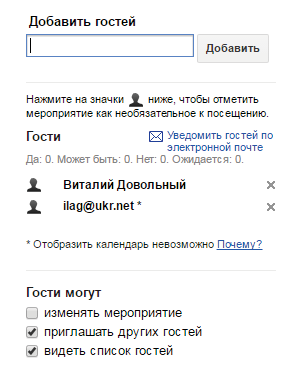 Добавить гостей
Добавить
Нажмите на значки ниже, чтобы отметить
мероприятие как необязательное к посещению.
Гости
Уведомить гостей по
электронной почте
Да: 0. Может быть: 0. Нет: 0. Ожидается: 0.
Виталий Довольный
ilag@ukr.net *
* Отобразить календарь невозможно Почему?
Гости могут
изменять мероприятие
приглашать других гостей
видеть список гостей